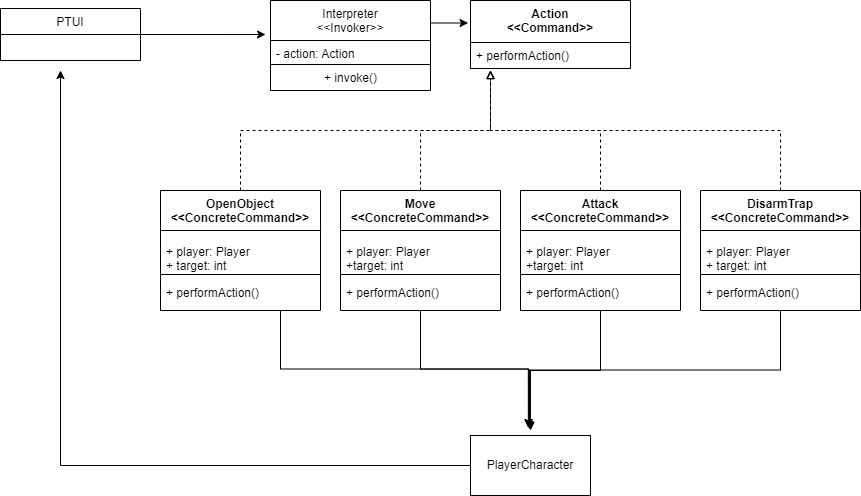 PTUI
Interpreter
<<Invoker>>
- action: Action
+ invoke()
Action
<<Command>>
+ performAction()
OpenObject
<<ConcreteCommand>>
+ player: Player
+ target: int
+ performAction()
Move
<<ConcreteCommand>>
+ player: Player
+target: int
+ performAction()
Attack
<<ConcreteCommand>>
+ player: Player
+target: int
+ performAction()
DisarmTrap
<<ConcreteCommand>>
+ player: Player
+ target: int
+ performAction()
PlayerCharacter